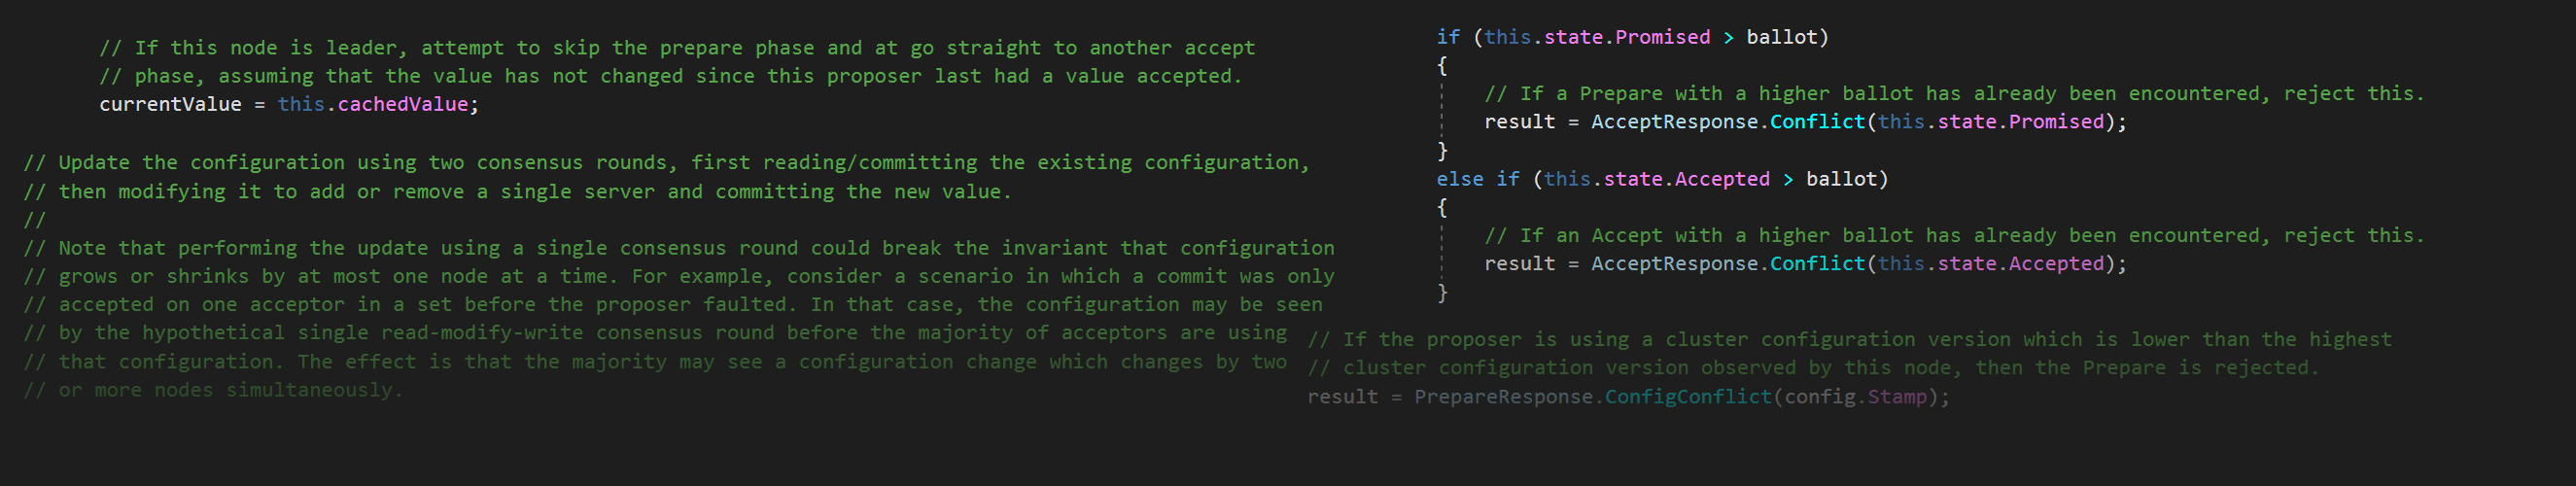 // If this node is leader, attempt to skip the prepare phase and at go straight to another accept
// phase, assuming that the value has not changed since this proposer last had a value accepted.
currentValue = this.cachedValue;
// Update the configuration using two consensus rounds, first reading/committing the existing configuration,
// then modifying it to add or remove a single server and committing the new value.
//
// Note that performing the update using a single consensus round could break the invariant that configuration
// grows or shrinks by at most one node at a time. For example, consider a scenario in which a commit was only
// accepted on one acceptor in a set before the proposer faulted. In that case, the configuration may be seen
// by the hypothetical single read-modify-write consensus round before the majority of acceptors are using
// that configuration. The effect is that the majority may see a configuration change which changes by two
// or more nodes simultaneously.
if (this.state.Promised > ballot)
{
// If a Prepare with a higher ballot has already been encountered, reject this.
result = AcceptResponse.Conflict(this.state.Promised);
}
else if (this.state.Accepted > ballot)
{
// If an Accept with a higher ballot has already been encountered, reject this.
result = AcceptResponse.Conflict(this.state.Accepted);
}
// If the proposer is using a cluster configuration version which is lower than the highest
// cluster configuration version observed by this node, then the Prepare is rejected.
result = PrepareResponse.ConfigConflict(config.Stamp);